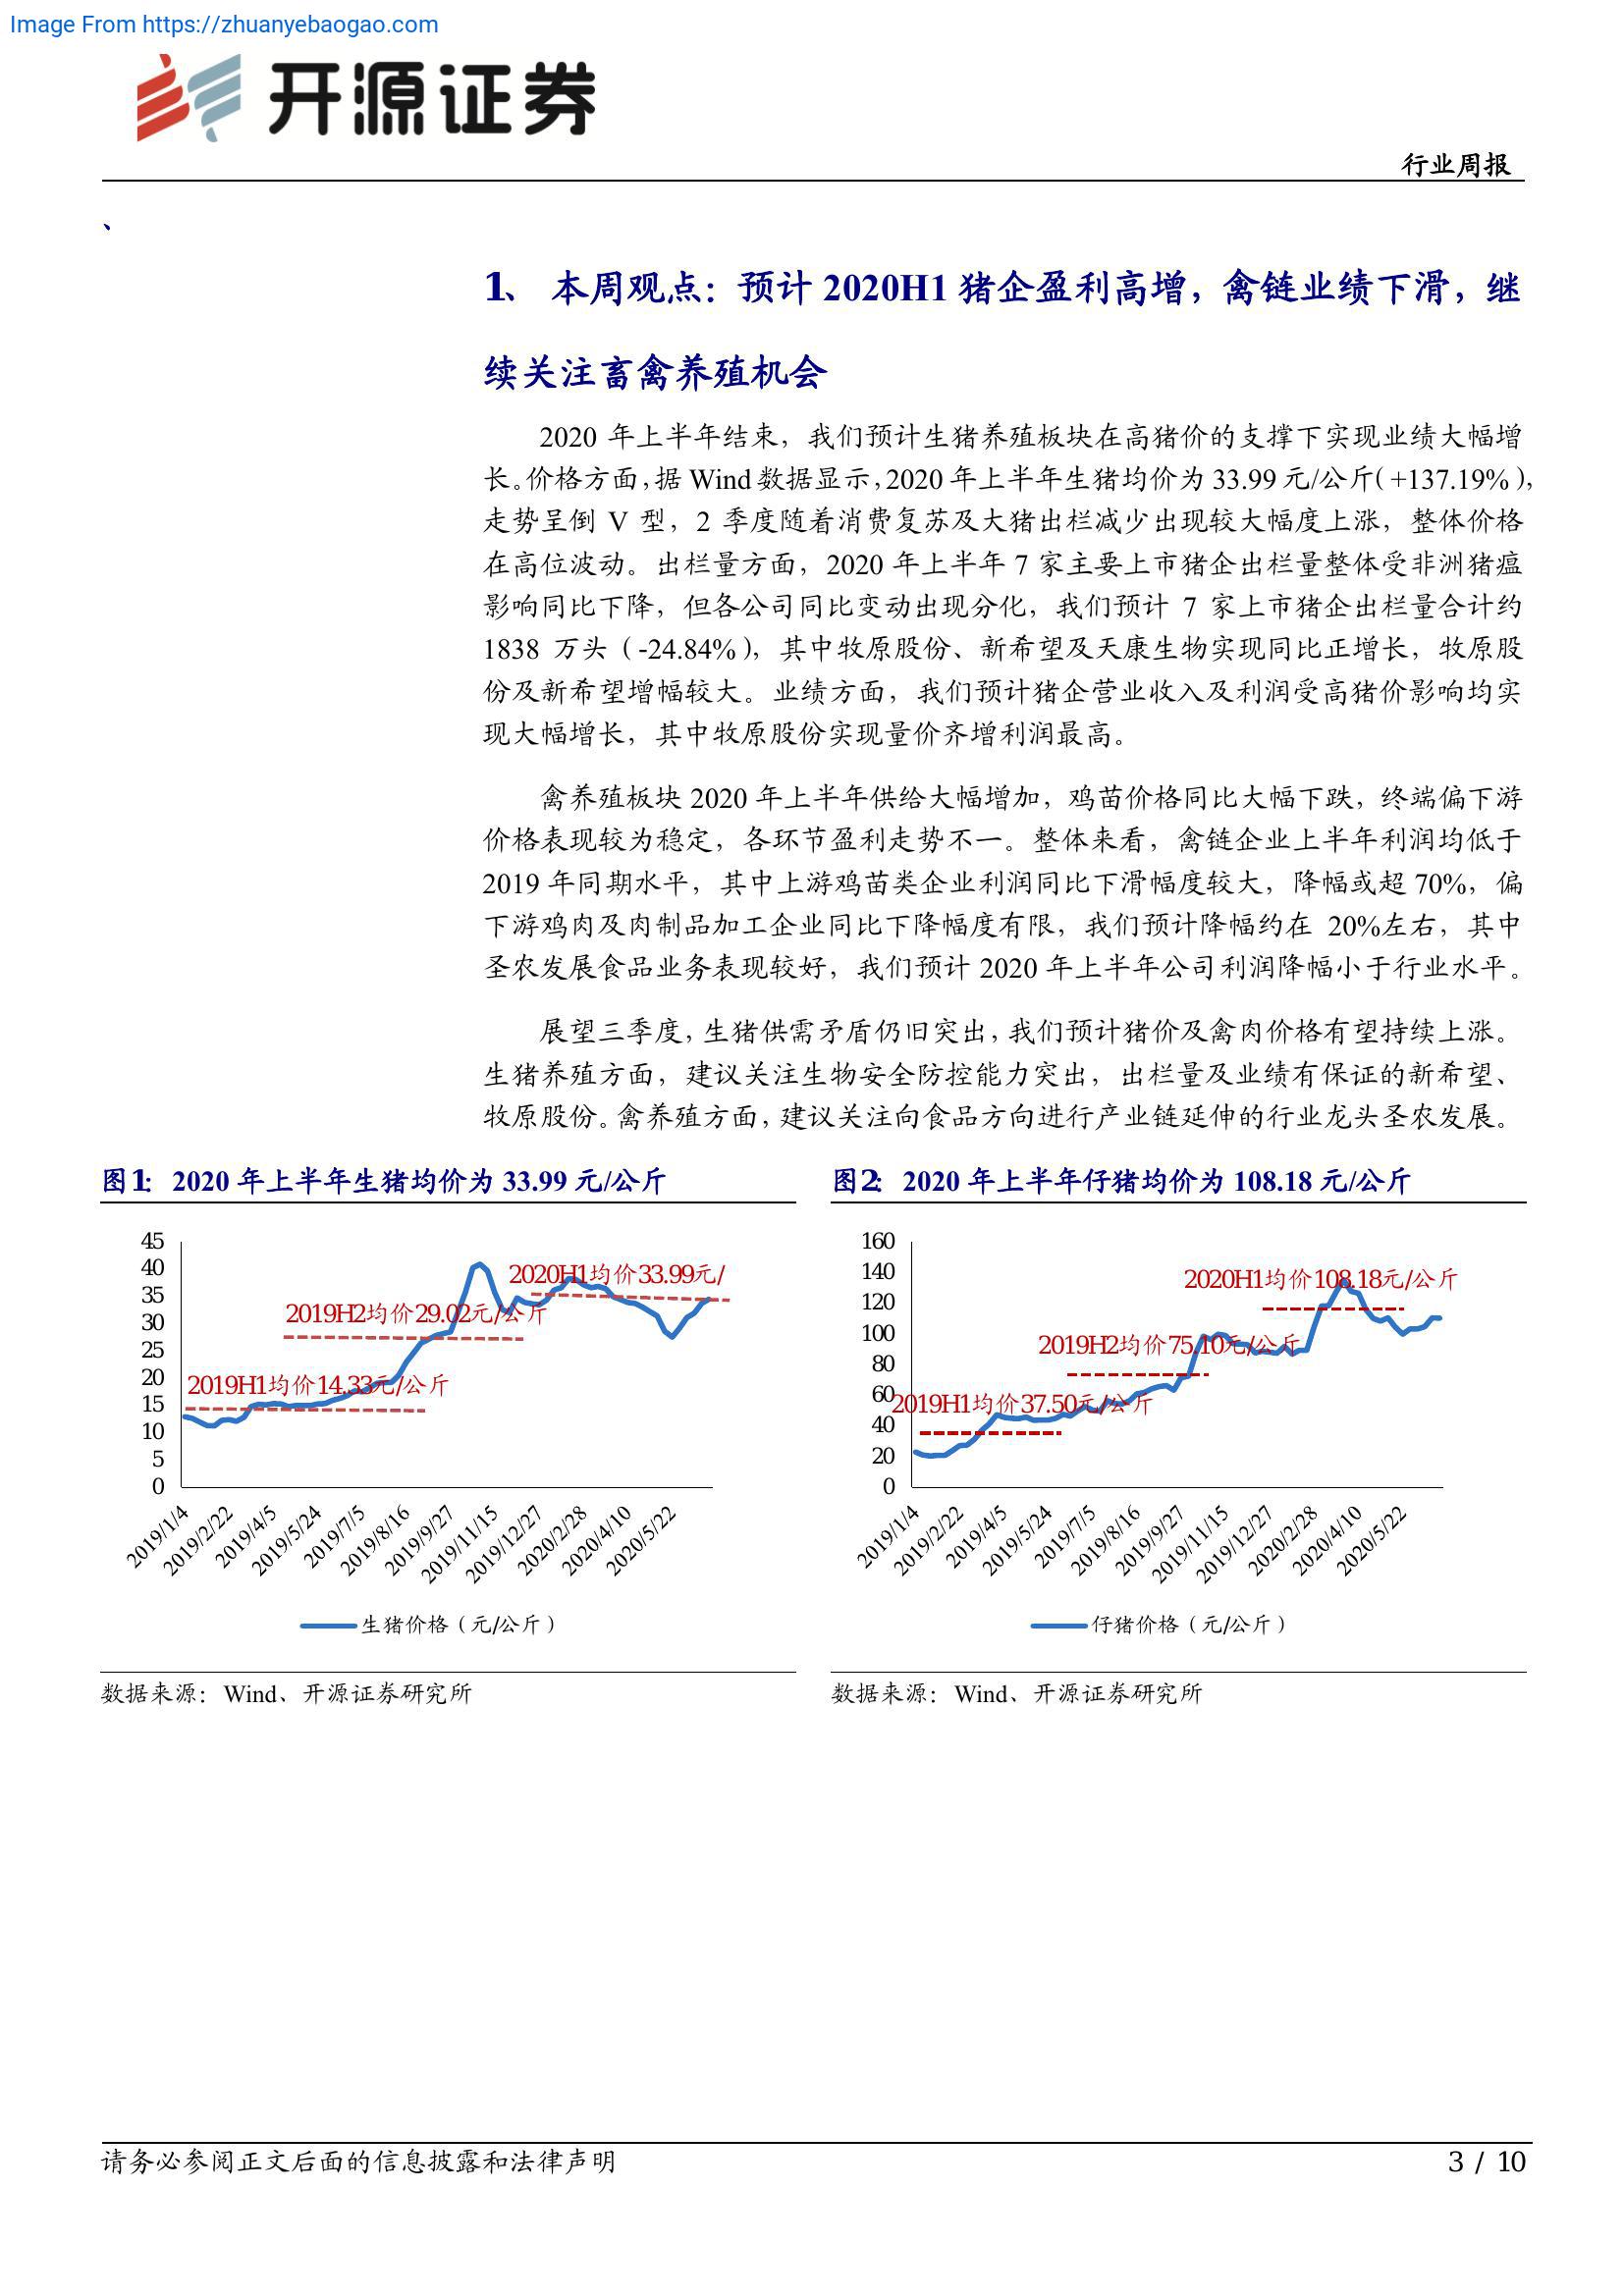 Image From https://zhuanyebaogao.com
开源证券
行业周报
、
1、 本周观点：预计 2020H1 猪企盈利高增，禽链业绩下滑，继
续关注畜禽养殖机会
2020 年上半年结束，我们预计生猪养殖板块在高猪价的支撑下实现业绩大幅增
长。价格方面，据 Wind 数据显示，2020 年上半年生猪均价为 33.99 元/公斤（+137.19%），
走势呈倒 V 型，2 季度随着消费复苏及大猪出栏减少出现较大幅度上涨，整体价格
在高位波动。出栏量方面，2020 年上半年 7 家主要上市猪企出栏量整体受非洲猪瘟
影响同比下降，但各公司同比变动出现分化，我们预计 7 家上市猪企出栏量合计约
1838 万头（-24.84%），其中牧原股份、新希望及天康生物实现同比正增长，牧原股
份及新希望增幅较大。业绩方面，我们预计猪企营业收入及利润受高猪价影响均实
现大幅增长，其中牧原股份实现量价齐增利润最高。
禽养殖板块 2020 年上半年供给大幅增加，鸡苗价格同比大幅下跌，终端偏下游
价格表现较为稳定，各环节盈利走势不一。整体来看，禽链企业上半年利润均低于
2019 年同期水平，其中上游鸡苗类企业利润同比下滑幅度较大，降幅或超 70%，偏
下游鸡肉及肉制品加工企业同比下降幅度有限，我们预计降幅约在 20%左右，其中
圣农发展食品业务表现较好，我们预计 2020 年上半年公司利润降幅小于行业水平。
展望三季度，生猪供需矛盾仍旧突出，我们预计猪价及禽肉价格有望持续上涨。
生猪养殖方面，建议关注生物安全防控能力突出，出栏量及业绩有保证的新希望、
牧原股份。禽养殖方面，建议关注向食品方向进行产业链延伸的行业龙头圣农发展。
图1：2020 年上半年生猪均价为 33.99 元/公斤
45
40
35
30
25
20
15
10
5
0
2020H1均价33.99元/
2019H2均价29.02元/公斤
2019H1均价14.33元/公斤
2019/1/4
2019/2/22
2019/4/5
2019/5/24
2019/7/5
2019/8/16
2019/9/27
2019/11/15
2019/12/27
2020/2/28
2020/4/10
2020/5/22
生猪价格（元/公斤）
数据来源：Wind、开源证券研究所
图2：2020 年上半年仔猪均价为 108.18 元/公斤
160
140
120
100
80
60
40
20
0
2020H1均价108.18元/公斤
2019H2均价75.10元/公斤
2019H1均价37.50元/公斤
2019/1/4
2019/2/22
2019/4/5
2019/5/24
2019/7/5
2019/8/16
2019/9/27
2019/11/15
2019/12/27
2020/2/28
2020/4/10
2020/5/22
仔猪价格（元/公斤）
数据来源：Wind、开源证券研究所
请务必参阅正文后面的信息披露和法律声明
3 / 10